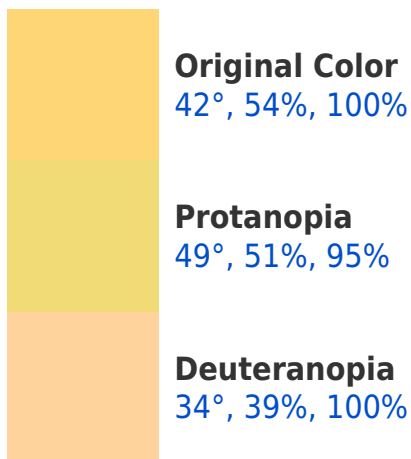 Original Color
42°, 54%, 100%
Protanopia
49°, 51%, 95%
Deuteranopia
34°, 39%, 100%